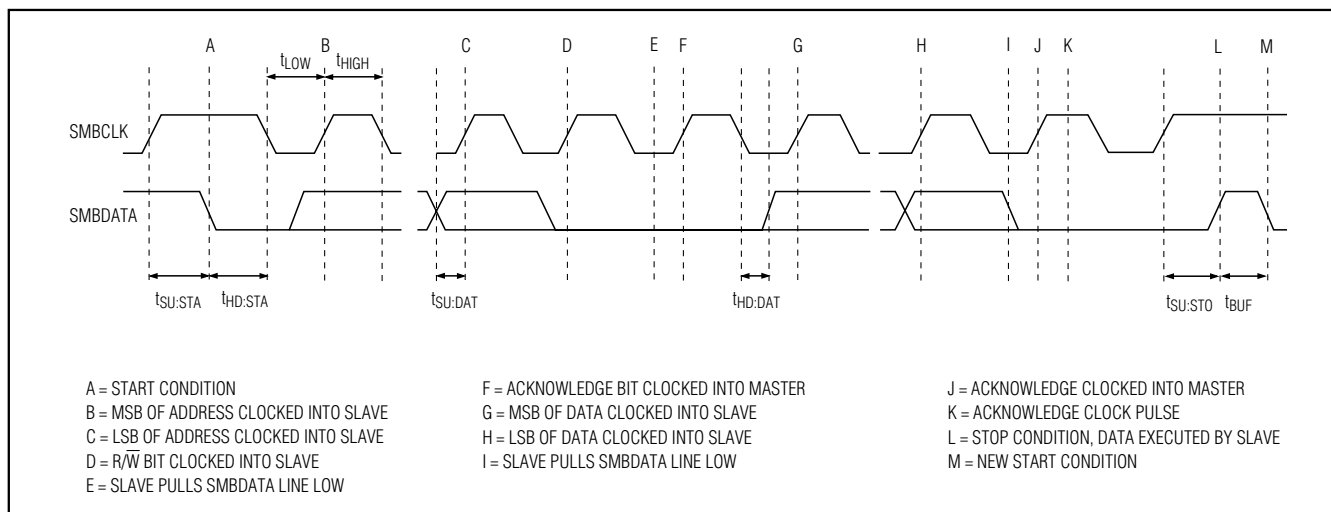 A B C D E F G H I J K L M
tLOW tHIGH
SMBCLK
SMBDATA
tSU:STA tHD:STA tSU:DAT tHD:DAT tSU:STO tBUF
A = START CONDITION
B = MSB OF ADDRESS CLOCKED INTO SLAVE
C = LSB OF ADDRESS CLOCKED INTO SLAVE
D = R/W̅ BIT CLOCKED INTO SLAVE
E = SLAVE PULLS SMBDATA LINE LOW
F = ACKNOWLEDGE BIT CLOCKED INTO MASTER
G = MSB OF DATA CLOCKED INTO SLAVE
H = LSB OF DATA CLOCKED INTO SLAVE
I = SLAVE PULLS SMBDATA LINE LOW
J = ACKNOWLEDGE CLOCKED INTO MASTER
K = ACKNOWLEDGE CLOCK PULSE
L = STOP CONDITION, DATA EXECUTED BY SLAVE
M = NEW START CONDITION